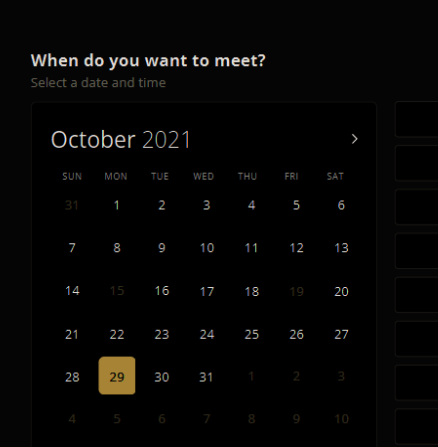 When do you want to meet?
Select a date and time
October 2021
SUN MON TUE WED THU FRI SAT
31 1 2 3 4 5 6
7 8 9 10 11 12 13
14 15 16 17 18 19 20
21 22 23 24 25 26 27
28 29 30 31 1 2 3
4 5 6 7 8 9 10